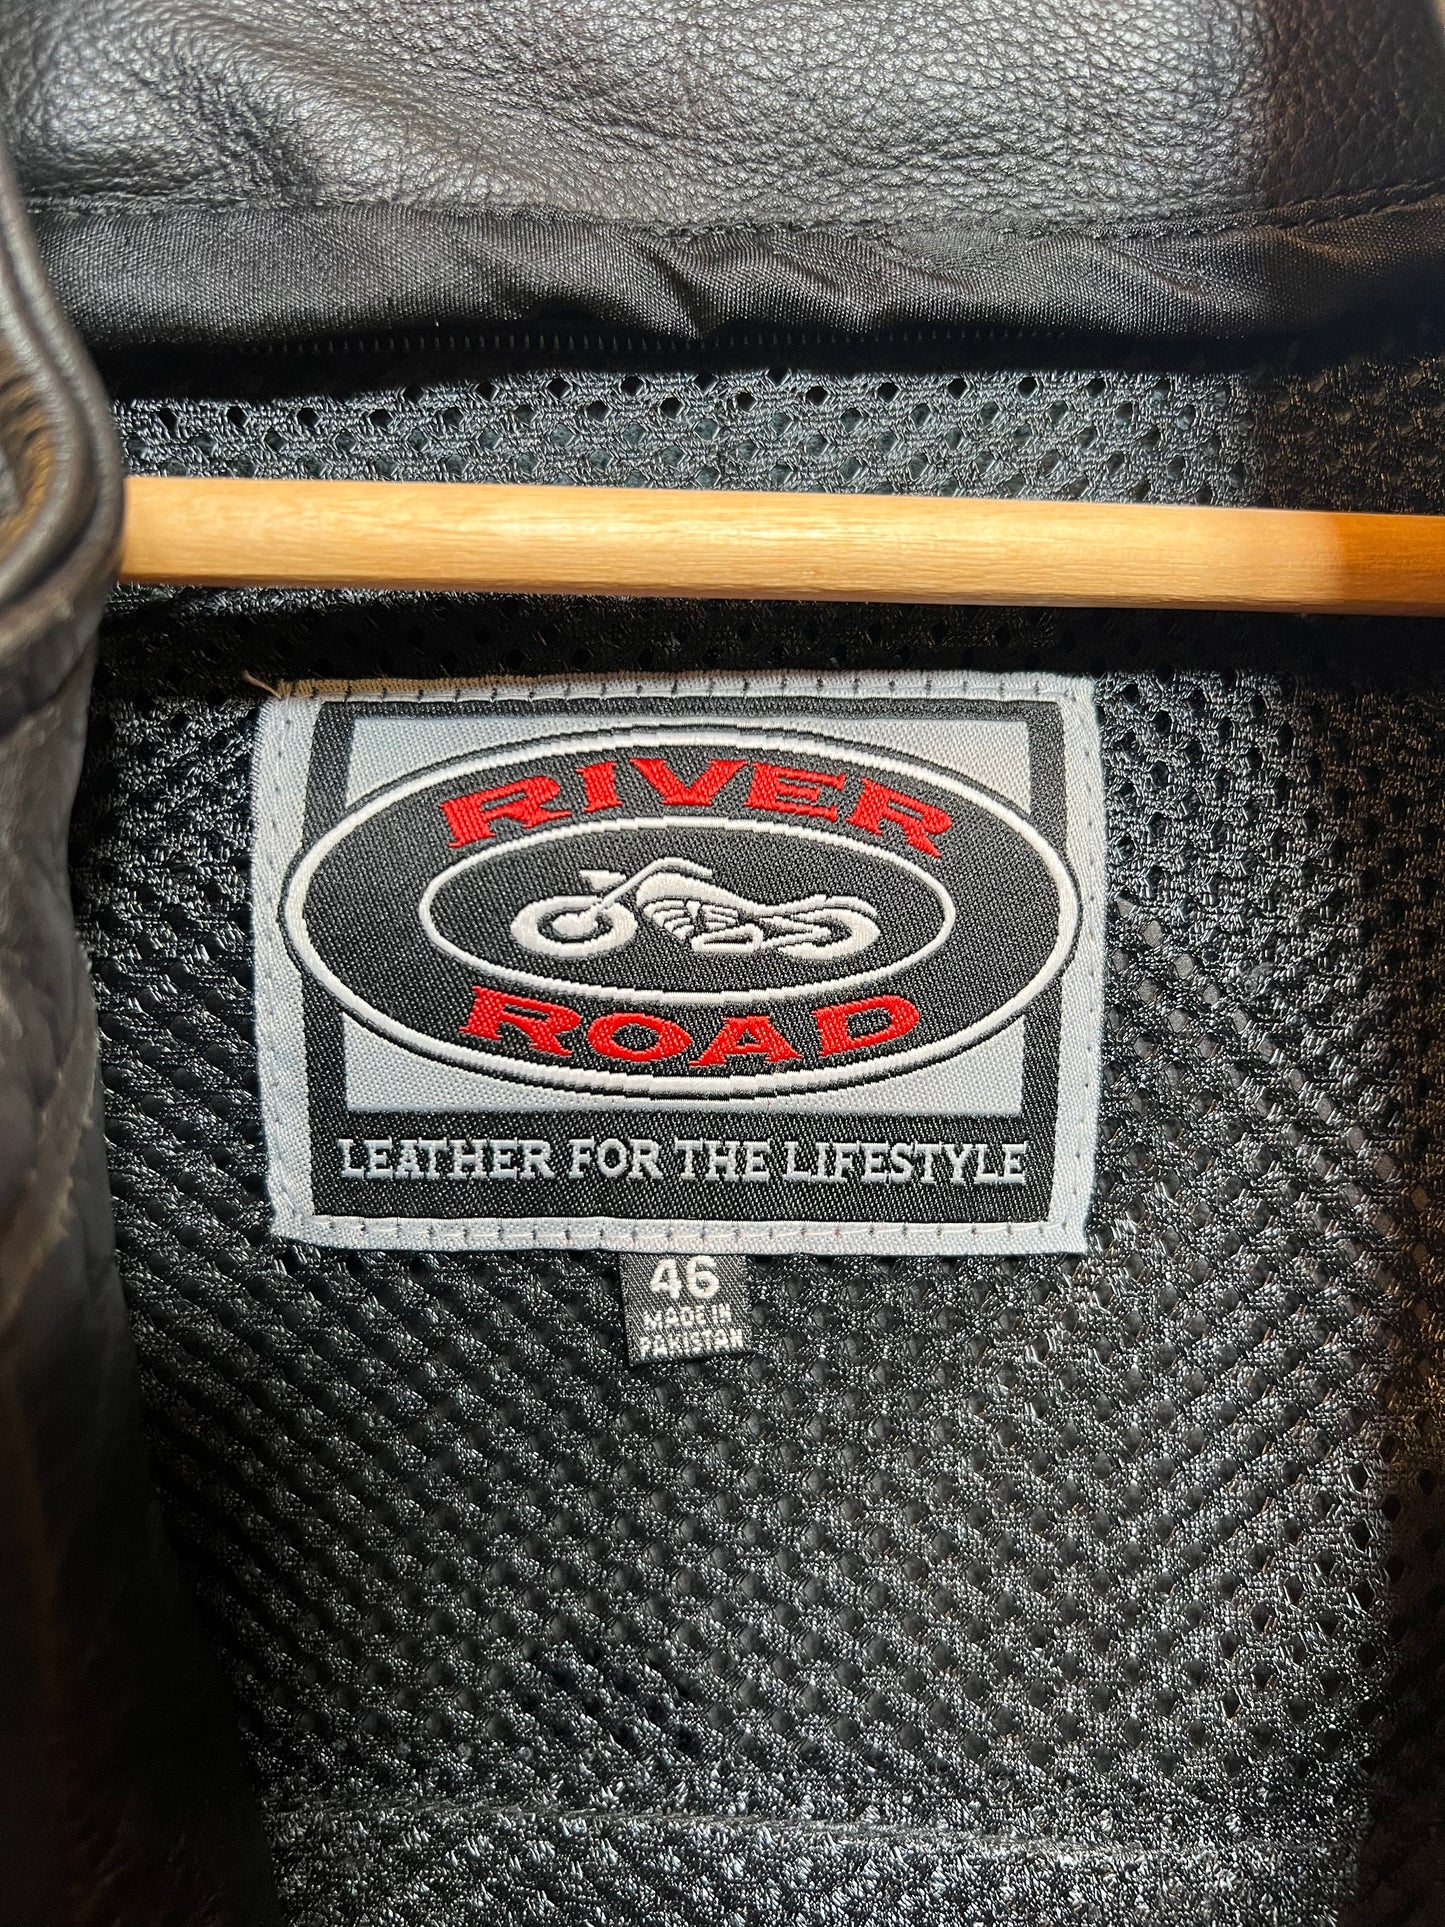 RIVER
ROAD
LEATHER FOR THE LIFESTYLE
46
MADE IN
PAKISTAN